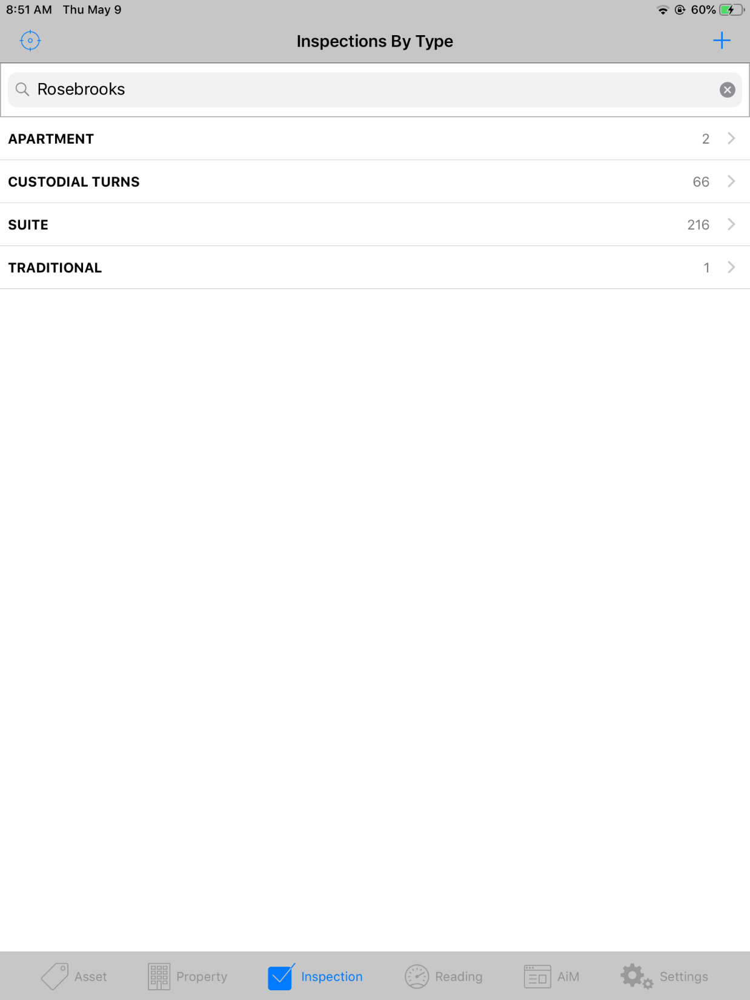 8:51 AM Thu May 9 60%
Inspections By Type
Rosebrooks
APARTMENT 2
CUSTODIAL TURNS 66
SUITE 216
TRADITIONAL 1
Asset Property Inspection Reading AiM Settings